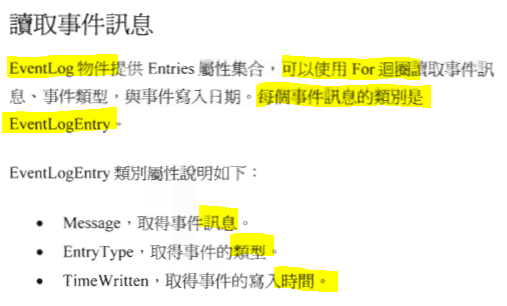 讀取事件訊息
EventLog 物件提供 Entries 屬性集合，可以使用 For 迴圈讀取事件訊
息、事件類型，與事件寫入日期。每個事件訊息的類別是
EventLogEntry。
EventLogEntry 類別屬性說明如下：
• Message，取得事件訊息。
• EntryType，取得事件的類型。
• TimeWritten，取得事件的寫入時間。